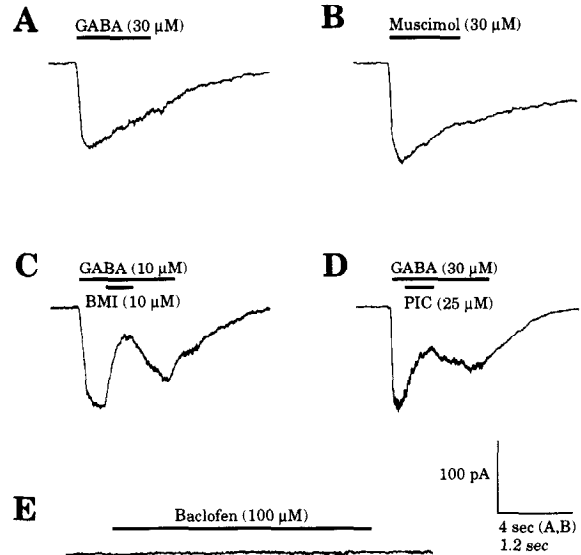 A
GABA (30 μM)
B
Muscimol (30 μM)
C
GABA (10 μM)
BMI (10 μM)
D
GABA (30 μM)
PIC (25 μM)
100 pA
4 sec (A,B)
1.2 sec
E
Baclofen (100 μM)